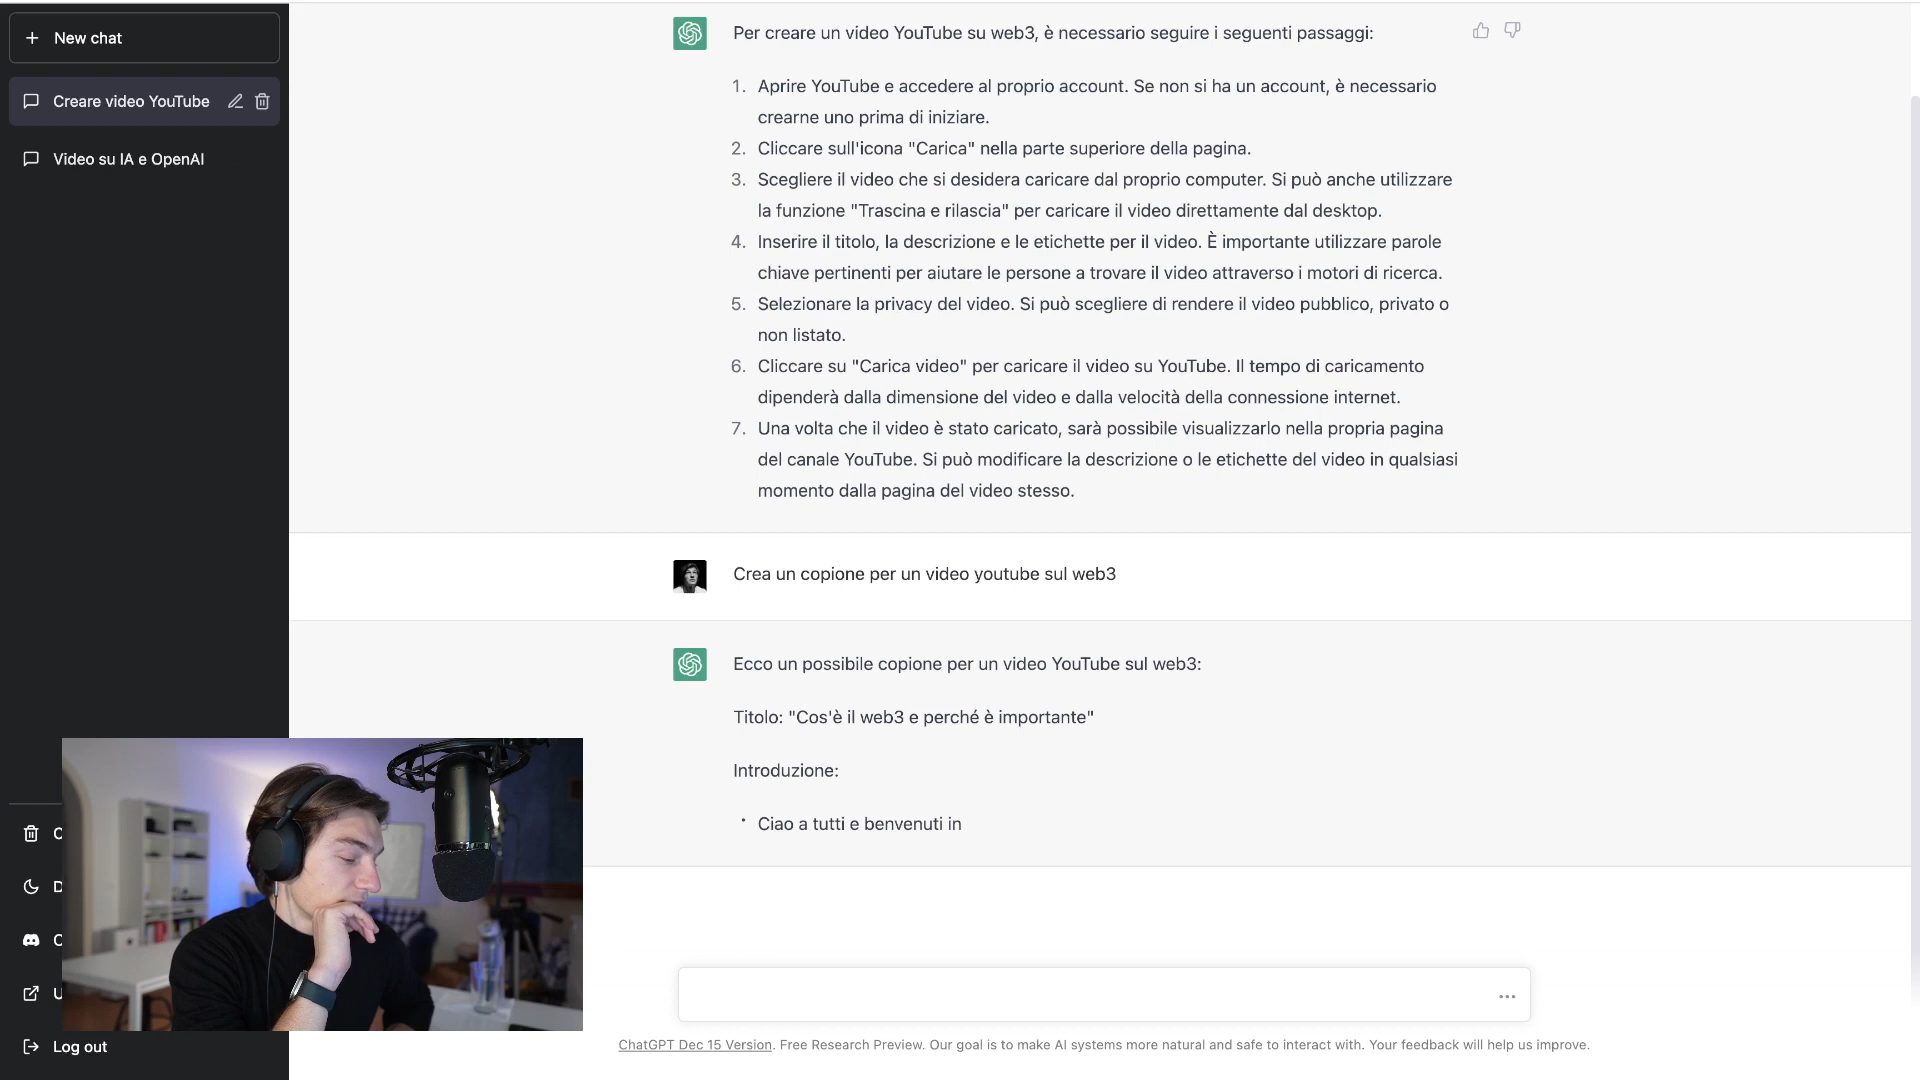 New chat
Creare video YouTube
Video su IA e OpenAI
Per creare un video YouTube su web3, è necessario seguire i seguenti passaggi:
1. Aprire YouTube e accedere al proprio account. Se non si ha un account, è necessario
crearne uno prima di iniziare.
2. Cliccare sull'icona "Carica" nella parte superiore della pagina.
3. Scegliere il video che si desidera caricare dal proprio computer. Si può anche utilizzare
la funzione "Trascina e rilascia" per caricare il video direttamente dal desktop.
4. Inserire il titolo, la descrizione e le etichette per il video. È importante utilizzare parole
chiave pertinenti per aiutare le persone a trovare il video attraverso i motori di ricerca.
5. Selezionare la privacy del video. Si può scegliere di rendere il video pubblico, privato o
non listato.
6. Cliccare su "Carica video" per caricare il video su YouTube. Il tempo di caricamento
dipenderà dalla dimensione del video e dalla velocità della connessione internet.
7. Una volta che il video è stato caricato, sarà possibile visualizzarlo nella propria pagina
del canale YouTube. Si può modificare la descrizione o le etichette del video in qualsiasi
momento dalla pagina del video stesso.
Crea un copione per un video youtube sul web3
Ecco un possibile copione per un video YouTube sul web3:
Titolo: "Cos'è il web3 e perché è importante"
Introduzione:
• Ciao a tutti e benvenuti in
Log out
ChatGPT Dec 15 Version. Free Research Preview. Our goal is to make AI systems more natural and safe to interact with. Your feedback will help us improve.